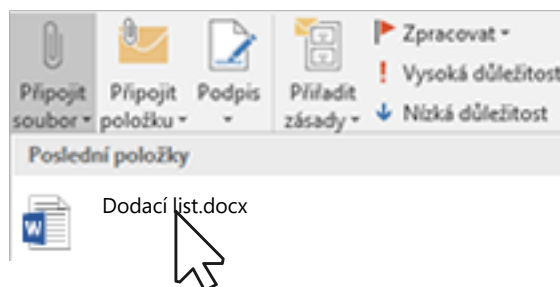 Připojit soubor
Připojit položku
Podpis
Přiřadit zásady
Zpracovat
Vysoká důležitost
Nízká důležitost
Poslední položky
Dodací list.docx